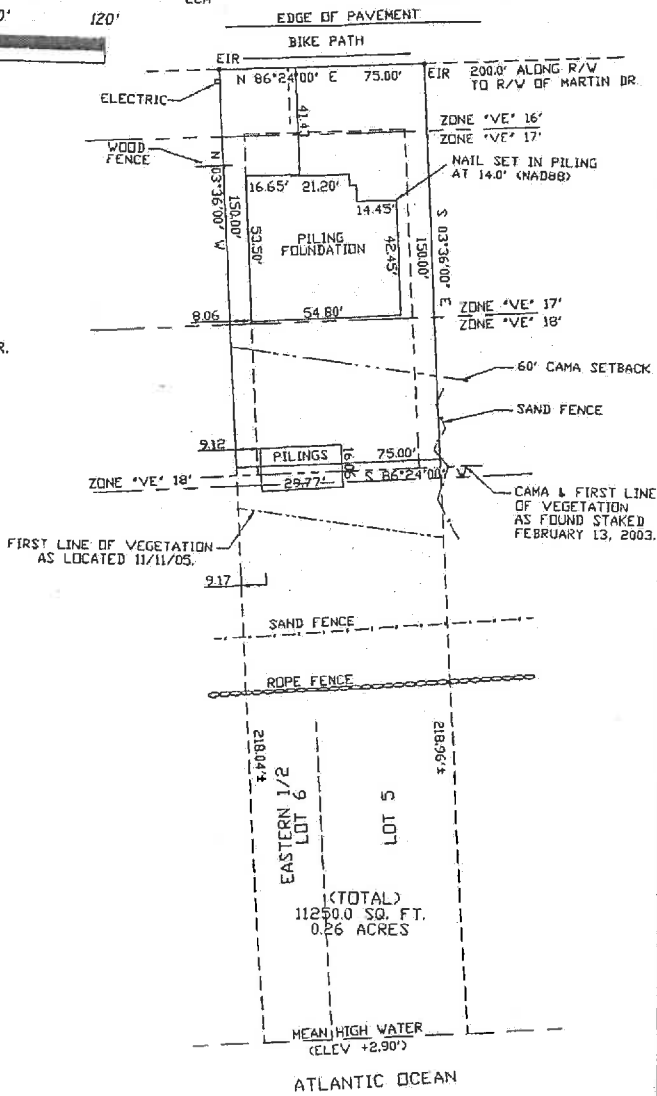 0'
120'
EDGE OF PAVEMENT
BIKE PATH
EIR
N 86°24'00" E 75.00'
EIR
200.0' ALONG R/W
TO R/W OF MARTIN DR.
ELECTRIC
ZONE "VE" 16'
ZONE "VE" 17'
WOOD
FENCE
N 03°36'00" W
150.00'
NAIL SET IN PILING
AT 14.0' (NAD88)
16.65'
21.20'
14.45'
PILING
FOUNDATION
53.50'
42.45'
150.00'
S 03°36'00" E
8.06
54.80'
ZONE "VE" 17'
ZONE "VE" 18'
R.
60' CAMA SETBACK
SAND FENCE
9.12
PILINGS
16.06
75.00'
ZONE "VE" 18'
29.77'
S 86°24'00" W
CAMA & FIRST LINE
OF VEGETATION
AS FOUND STAKED
FEBRUARY 13, 2003.
FIRST LINE OF VEGETATION
AS LOCATED 11/11/05.
9.17
SAND FENCE
ROPE FENCE
218.04'±
218.96'±
EASTERN 1/2
LOT 6
LOT 5
(TOTAL)
11250.0 SQ. FT.
0.26 ACRES
MEAN HIGH WATER
(ELEV +2.90')
ATLANTIC OCEAN